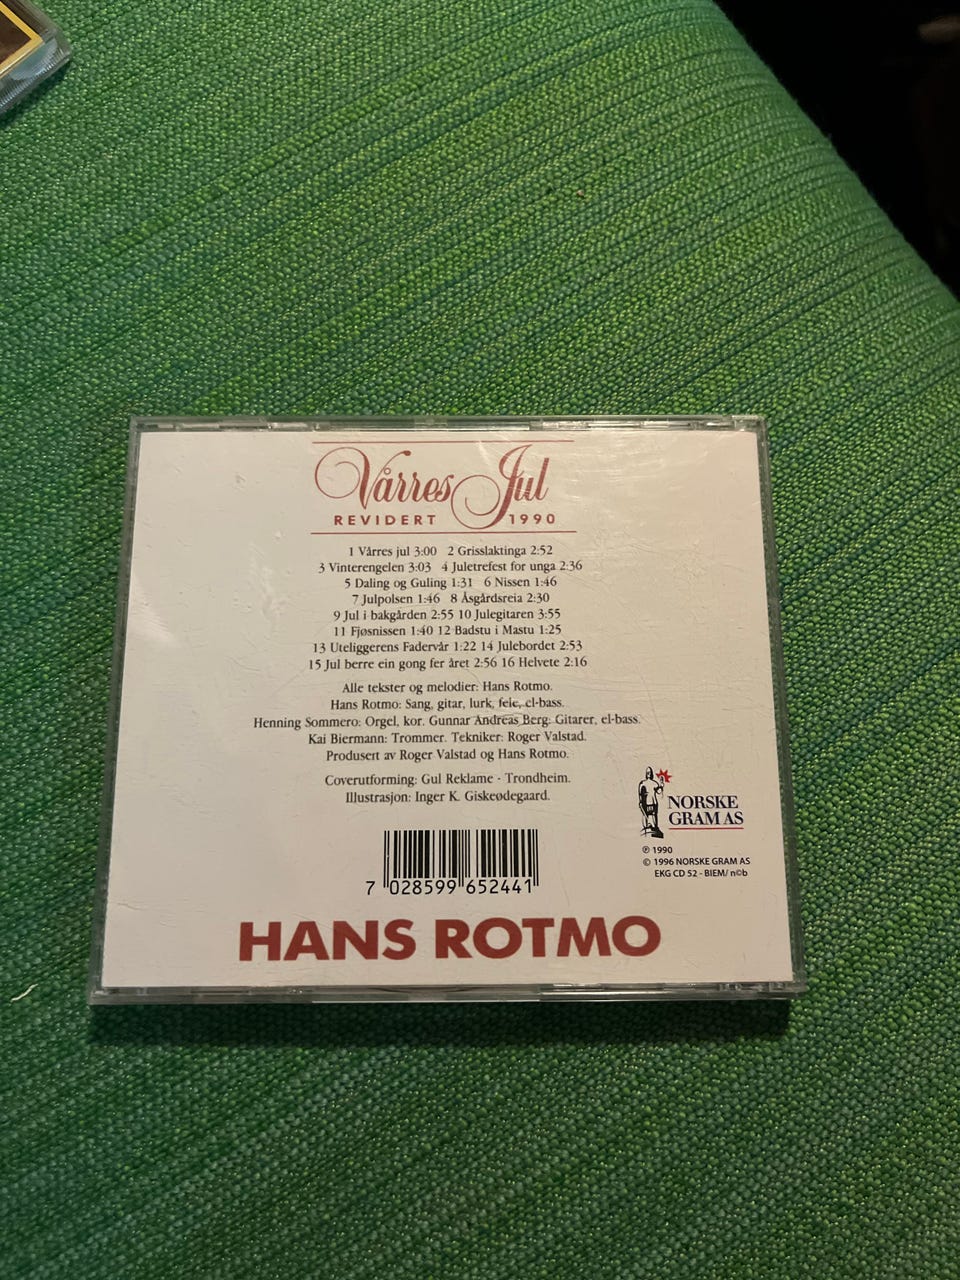 Vårres Jul
REVIDERT 1990
1 Vårres jul 3:00 2 Grisslaktinga 2:52
3 Vinterengelen 3:03 4 Juletrefest for unga 2:36
5 Daling og Guling 1:31 6 Nissen 1:46
7 Julpolsen 1:46 8 Åsgårdsreia 2:30
9 Jul i bakgården 2:55 10 Julegitaren 3:55
11 Fjøsnissen 1:40 12 Badstu i Mastu 1:25
13 Uteliggerens Fadervår 1:22 14 Julebordet 2:53
15 Jul berre ein gong fer året 2:56 16 Helvete 2:16
Alle tekster og melodier: Hans Rotmo.
Hans Rotmo: Sang, gitar, lurk, fele, el-bass.
Henning Sommero: Orgel, kor. Gunnar Andreas Berg: Gitarer, el-bass.
Kai Biermann: Trommer. Tekniker: Roger Valstad.
Produsert av Roger Valstad og Hans Rotmo.
Coverutforming: Gul Reklame - Trondheim.
Illustrasjon: Inger K. Giskeødegaard.
NORSKE
GRAM AS
℗ 1990
© 1996 NORSKE GRAM AS
EKG CD 52 - BIEM/ n©b
7 028599 652441
HANS ROTMO